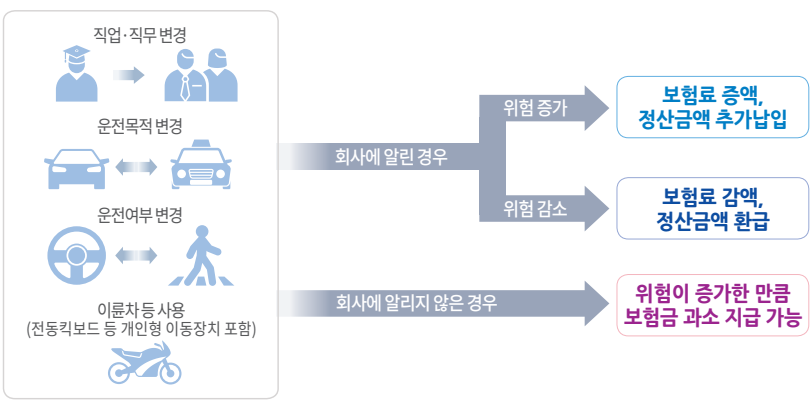 직업·직무 변경
운전목적 변경
운전여부 변경
이륜차 등 사용
(전동킥보드 등 개인형 이동장치 포함)
회사에 알린 경우
위험 증가
보험료 증액,
정산금액 추가납입
위험 감소
보험료 감액,
정산금액 환급
회사에 알리지 않은 경우
위험이 증가한 만큼
보험금 과소 지급 가능